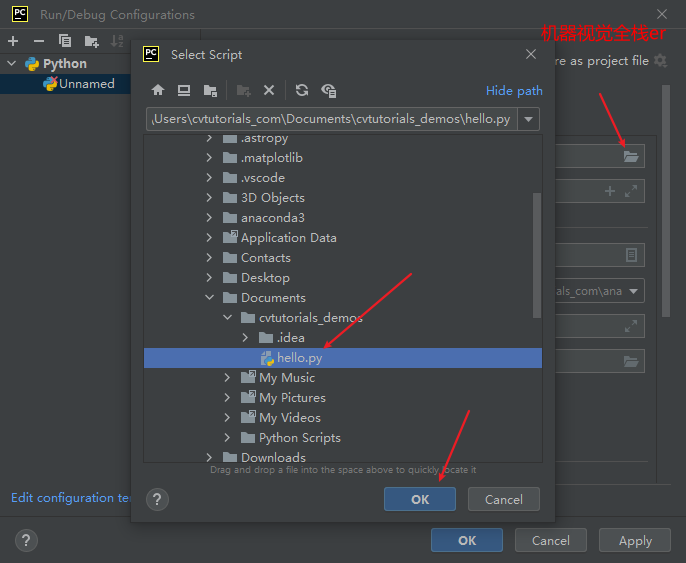 PC Run/Debug Configurations
机器视觉全栈er
re as project file
Python
Unnamed
PC Select Script
Hide path
\Users\cvtutorials_com\Documents\cvtutorials_demos\hello.py
.astropy
.matplotlib
.vscode
3D Objects
anaconda3
Application Data
Contacts
Desktop
Documents
cvtutorials_demos
.idea
hello.py
My Music
My Pictures
My Videos
Python Scripts
Downloads
als_com\ana
Drag and drop a file into the space above to quickly locate it
Edit configuration te
? OK Cancel
? OK Cancel Apply